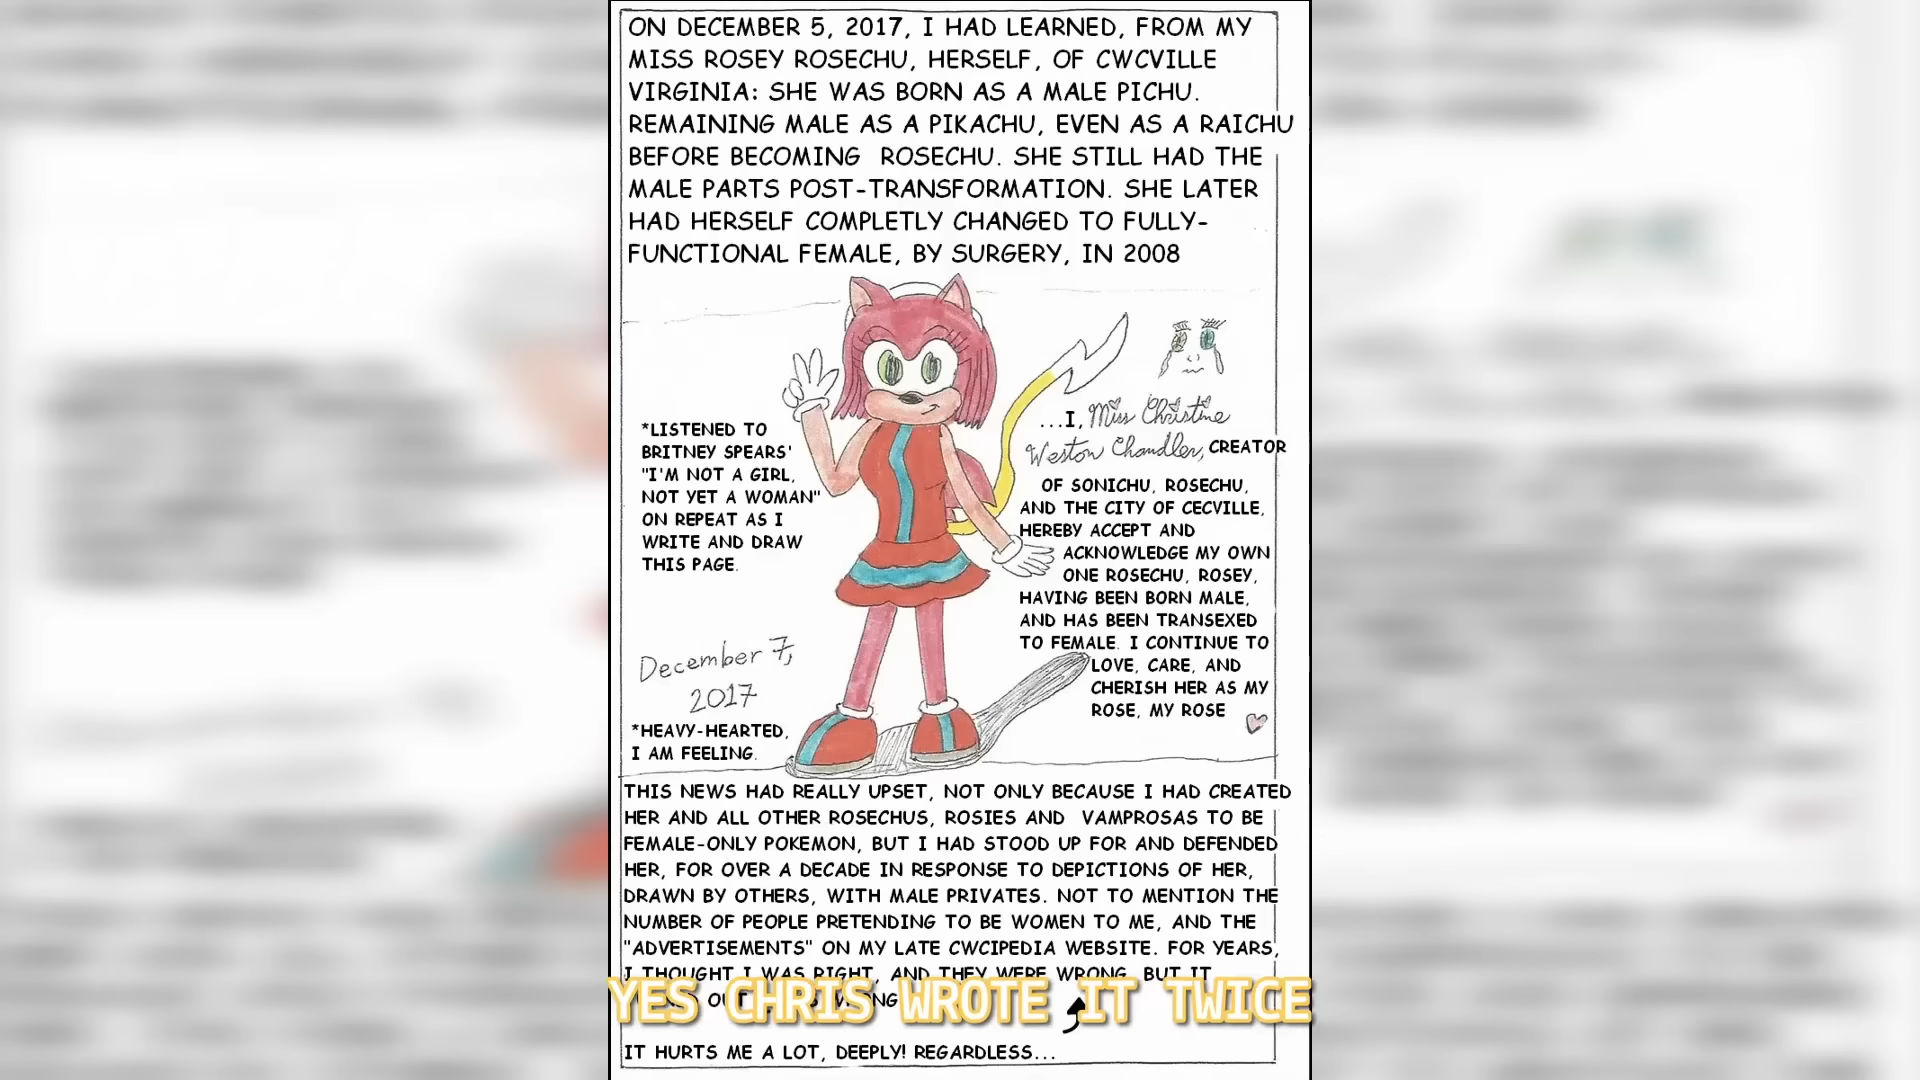 ON DECEMBER 5, 2017, I HAD LEARNED, FROM MY
MISS ROSEY ROSECHU, HERSELF, OF CWCVILLE
VIRGINIA: SHE WAS BORN AS A MALE PICHU.
REMAINING MALE AS A PIKACHU, EVEN AS A RAICHU
BEFORE BECOMING ROSECHU. SHE STILL HAD THE
MALE PARTS POST-TRANSFORMATION. SHE LATER
HAD HERSELF COMPLETLY CHANGED TO FULLY-
FUNCTIONAL FEMALE, BY SURGERY, IN 2008
*LISTENED TO
BRITNEY SPEARS'
"I'M NOT A GIRL,
NOT YET A WOMAN"
ON REPEAT AS I
WRITE AND DRAW
THIS PAGE.
December 7,
2017
*HEAVY-HEARTED,
I AM FEELING.
...I, Miss Christine
Weston Chandler, CREATOR
OF SONICHU, ROSECHU,
AND THE CITY OF CECVILLE,
HEREBY ACCEPT AND
ACKNOWLEDGE MY OWN
ONE ROSECHU, ROSEY,
HAVING BEEN BORN MALE,
AND HAS BEEN TRANSEXED
TO FEMALE. I CONTINUE TO
LOVE, CARE, AND
CHERISH HER AS MY
ROSE, MY ROSE
THIS NEWS HAD REALLY UPSET, NOT ONLY BECAUSE I HAD CREATED
HER AND ALL OTHER ROSECHUS, ROSIES AND VAMPROSAS TO BE
FEMALE-ONLY POKEMON, BUT I HAD STOOD UP FOR AND DEFENDED
HER, FOR OVER A DECADE IN RESPONSE TO DEPICTIONS OF HER,
DRAWN BY OTHERS, WITH MALE PRIVATES. NOT TO MENTION THE
NUMBER OF PEOPLE PRETENDING TO BE WOMEN TO ME, AND THE
"ADVERTISEMENTS" ON MY LATE CWCIPEDIA WEBSITE. FOR YEARS,
I THOUGHT I WAS RIGHT, AND THEY WERE WRONG, BUT IT
OUT
YES CHRIS WROTE IT TWICE
IT HURTS ME A LOT, DEEPLY! REGARDLESS...